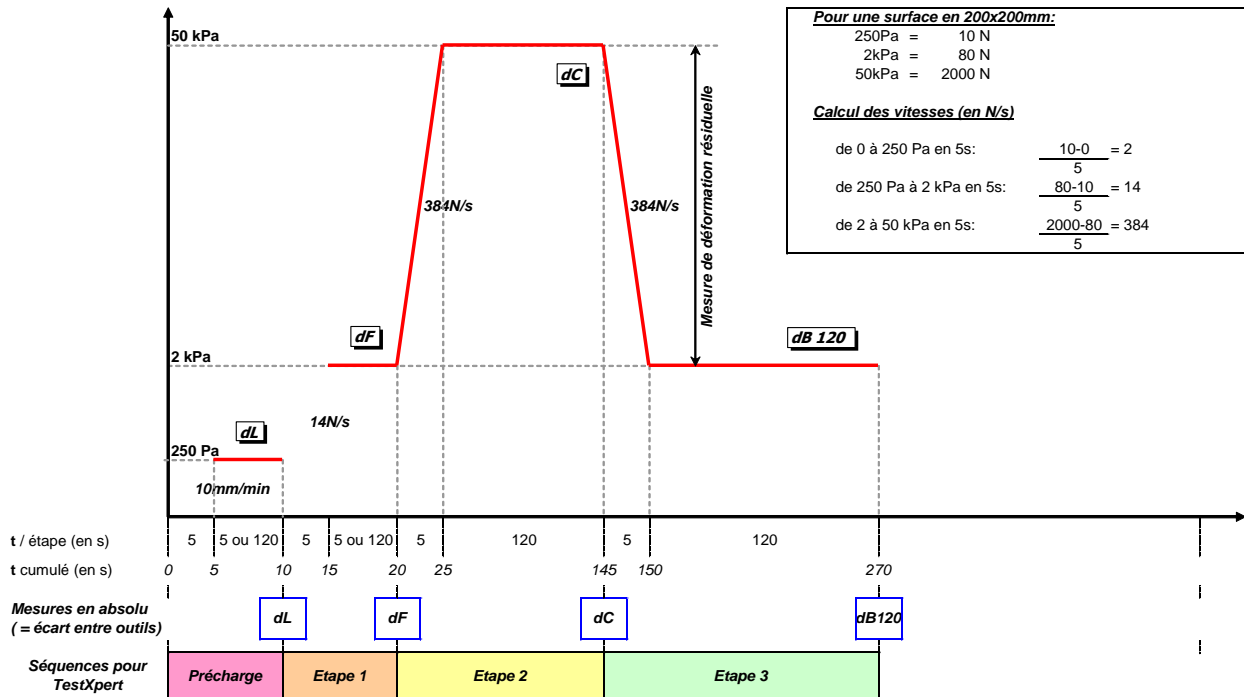 50 kPa
dC
Mesure de déformation résiduelle
384N/s
384N/s
dF
dB 120
2 kPa
14N/s
dL
250 Pa
10mm/min
Pour une surface en 200x200mm:
250Pa = 10 N
2kPa = 80 N
50kPa = 2000 N
Calcul des vitesses (en N/s)
de 0 à 250 Pa en 5s: 10-0 = 2
5
de 250 Pa à 2 kPa en 5s: 80-10 = 14
5
de 2 à 50 kPa en 5s: 2000-80 = 384
5
t / étape (en s) 5 5 ou 120 5 5 ou 120 5 120 5 120
t cumulé (en s) 0 5 10 15 20 25 145 150 270
Mesures en absolu
( = écart entre outils) dL dF dC dB120
Séquences pour
TestXpert Précharge Etape 1 Etape 2 Etape 3